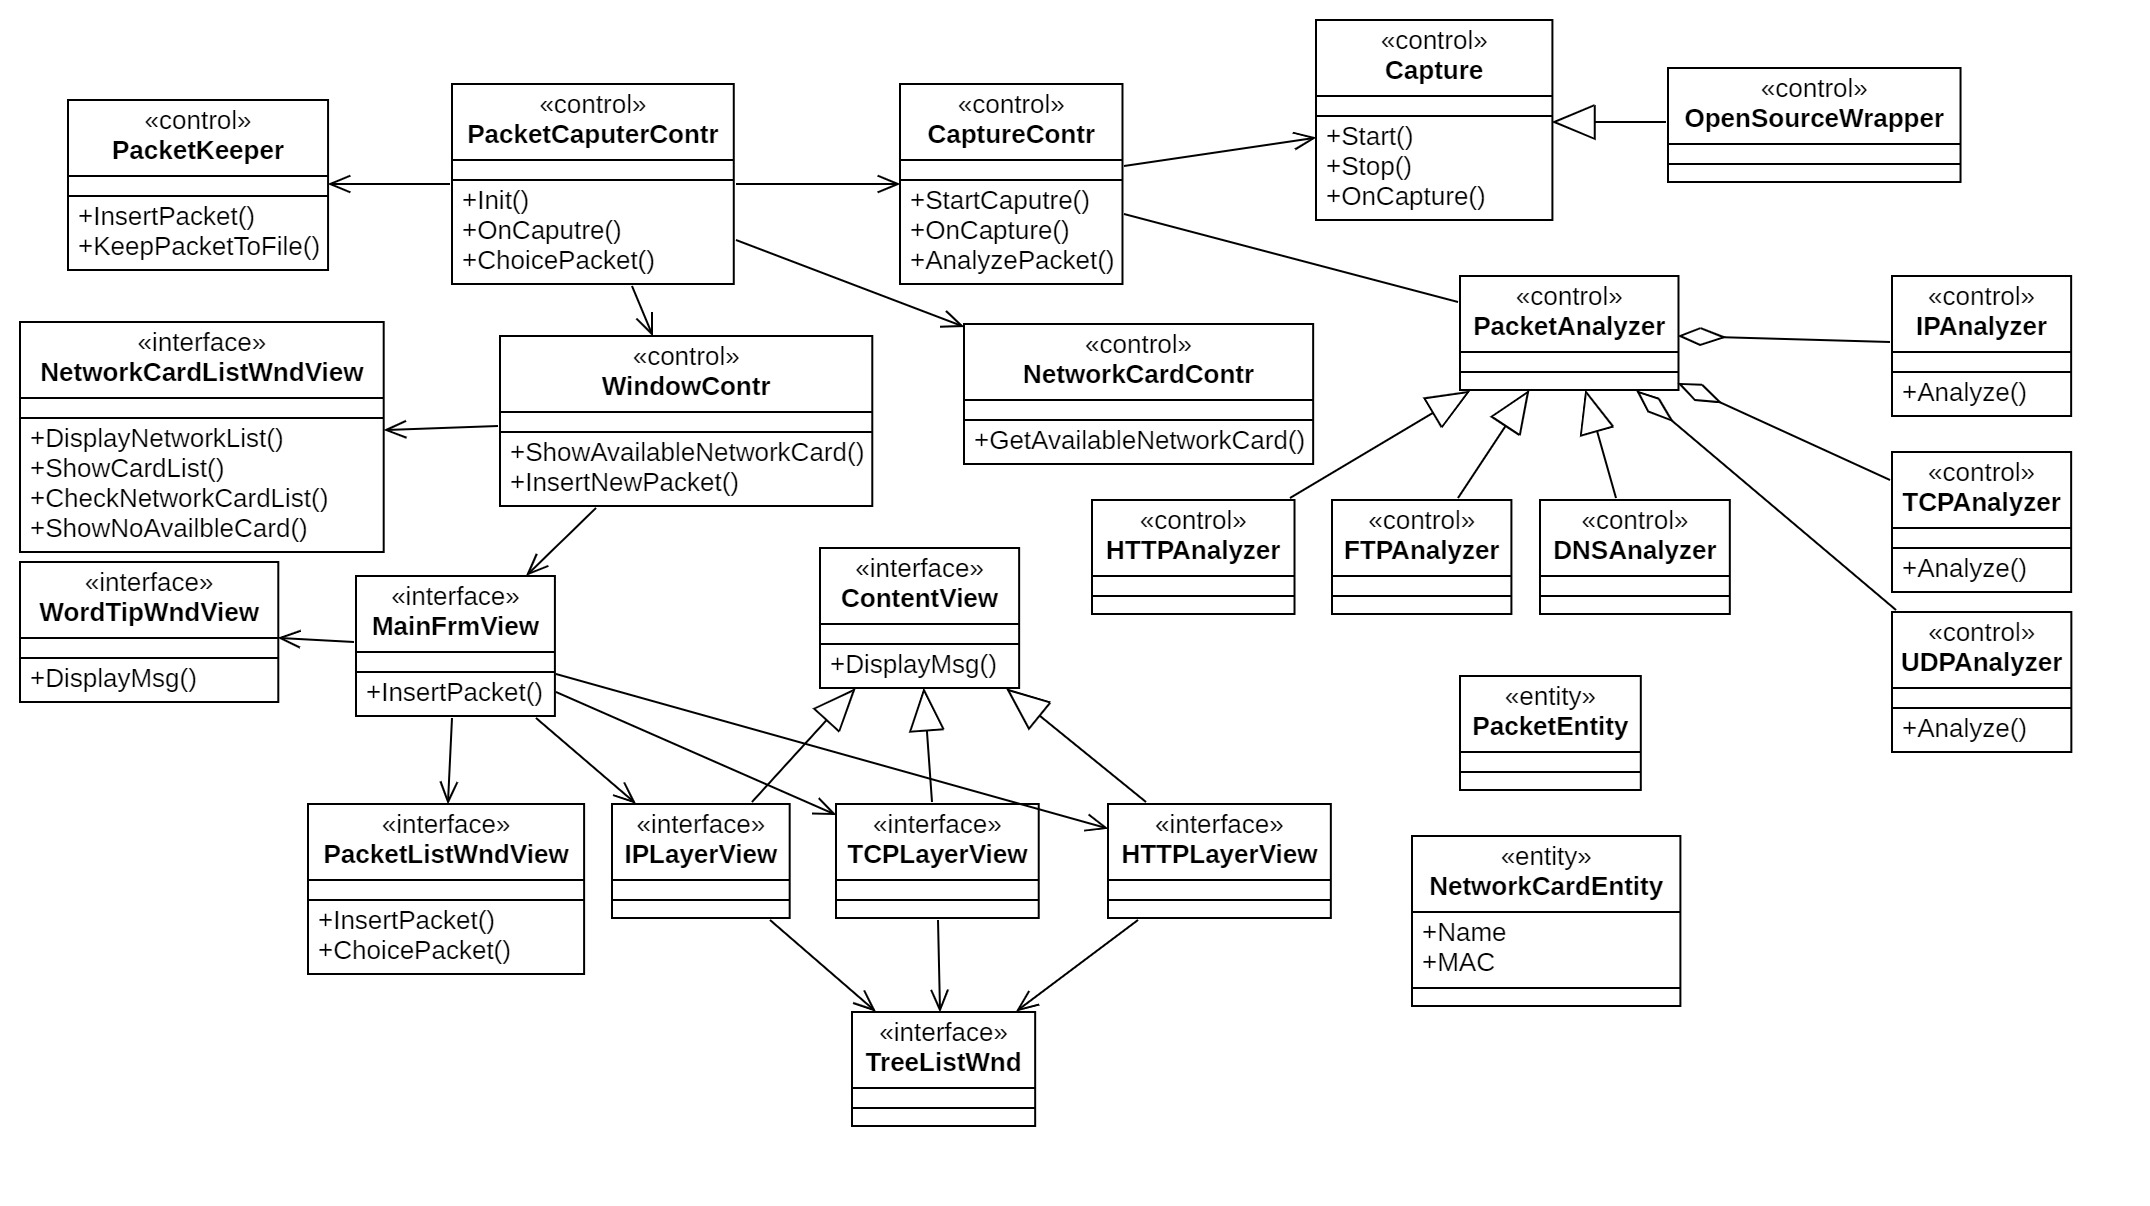 «control»
PacketKeeper
+InsertPacket()
+KeepPacketToFile()
«control»
PacketCaputerContr
+Init()
+OnCaputre()
+ChoicePacket()
«control»
CaptureContr
+StartCaputre()
+OnCapture()
+AnalyzePacket()
«control»
Capture
+Start()
+Stop()
+OnCapture()
«control»
OpenSourceWrapper
«interface»
NetworkCardListWndView
+DisplayNetworkList()
+ShowCardList()
+CheckNetworkCardList()
+ShowNoAvailbleCard()
«control»
WindowContr
+ShowAvailableNetworkCard()
+InsertNewPacket()
«control»
NetworkCardContr
+GetAvailableNetworkCard()
«control»
PacketAnalyzer
«control»
IPAnalyzer
+Analyze()
«control»
TCPAnalyzer
+Analyze()
«control»
HTTPAnalyzer
«control»
FTPAnalyzer
«control»
DNSAnalyzer
«interface»
WordTipWndView
+DisplayMsg()
«interface»
MainFrmView
+InsertPacket()
«interface»
ContentView
+DisplayMsg()
«control»
UDPAnalyzer
+Analyze()
«entity»
PacketEntity
«interface»
PacketListWndView
+InsertPacket()
+ChoicePacket()
«interface»
IPLayerView
«interface»
TCPLayerView
«interface»
HTTPLayerView
«entity»
NetworkCardEntity
+Name
+MAC
«interface»
TreeListWnd